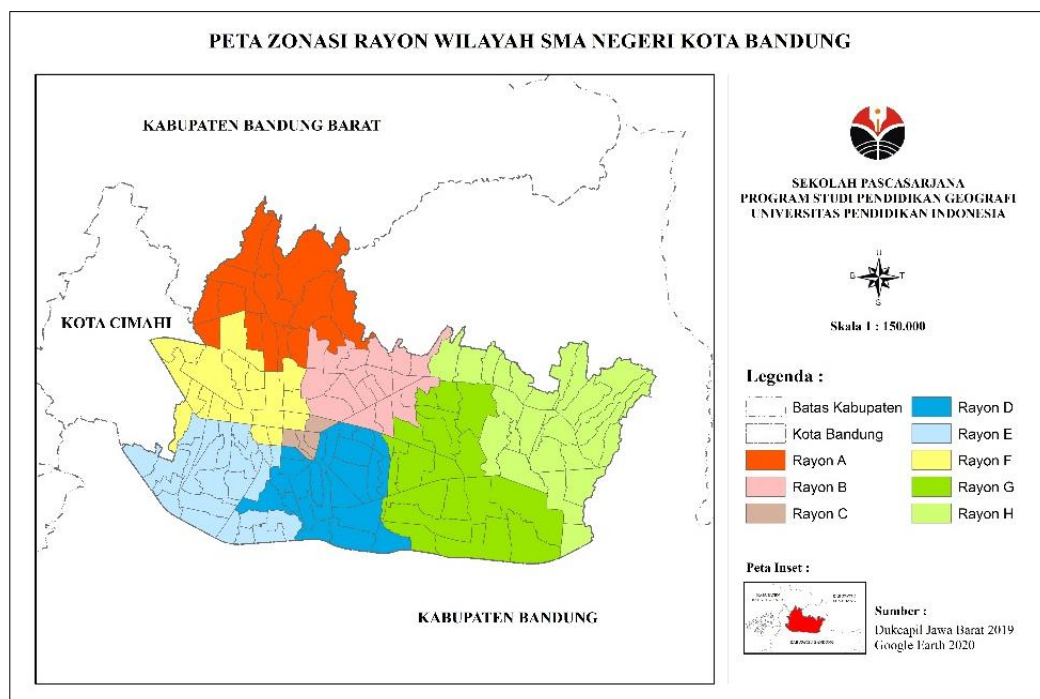 PETA ZONASI RAYON WILAYAH SMA NEGERI KOTA BANDUNG
KABUPATEN BANDUNG BARAT
KOTA CIMAHI
KABUPATEN BANDUNG
SEKOLAH PASCASARJANA
PROGRAM STUDI PENDIDIKAN GEOGRAFI
UNIVERSITAS PENDIDIKAN INDONESIA
U
B T
S
Skala 1 : 150.000
Legenda :
Batas Kabupaten
Kota Bandung
Rayon A
Rayon B
Rayon C
Rayon D
Rayon E
Rayon F
Rayon G
Rayon H
Peta Inset :
KABUPATEN BANDUNG
Sumber :
Dukcapil Jawa Barat 2019
Google Earth 2020